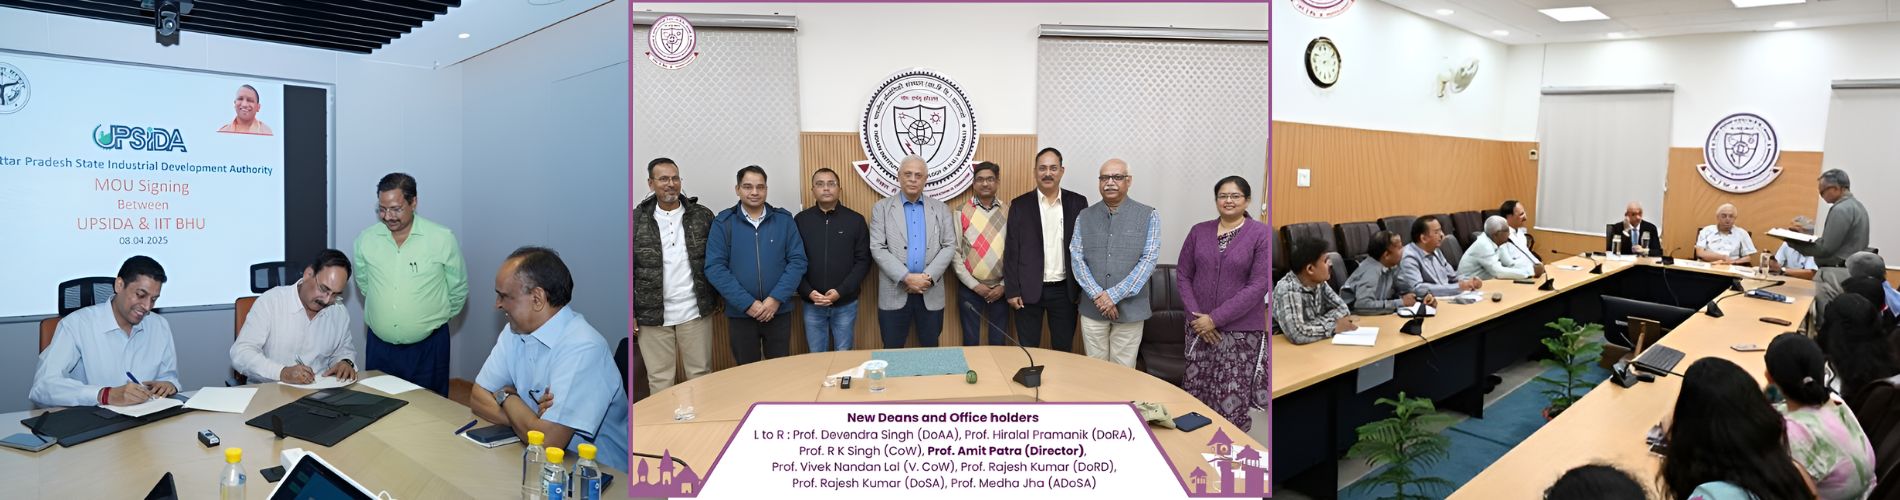 UPSIDA
ttar Pradesh State Industrial Development Authority
MOU Signing
Between
UPSIDA & IIT BHU
08.04.2025
New Deans and Office holders
L to R : Prof. Devendra Singh (DoAA), Prof. Hiralal Pramanik (DoRA),
Prof. R K Singh (CoW), Prof. Amit Patra (Director),
Prof. Vivek Nandan Lal (V. CoW), Prof. Rajesh Kumar (DoRD),
Prof. Rajesh Kumar (DoSA), Prof. Medha Jha (ADoSA)